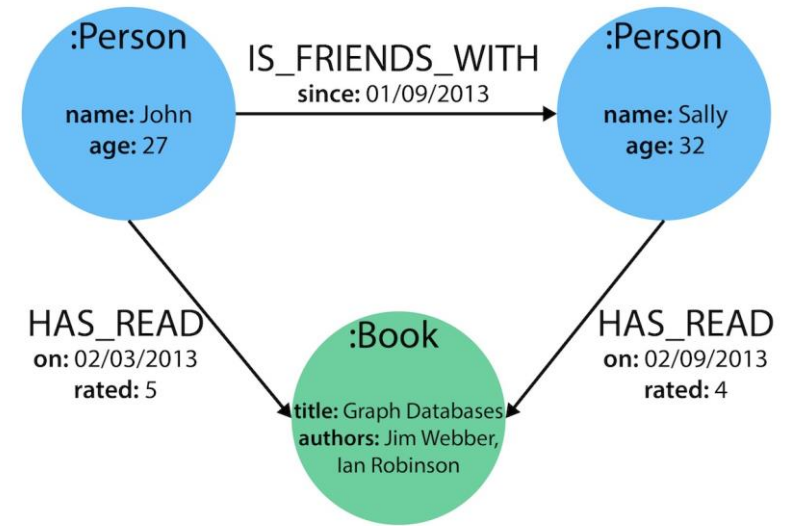 :Person
name: John
age: 27
IS_FRIENDS_WITH
since: 01/09/2013
:Person
name: Sally
age: 32
HAS_READ
on: 02/03/2013
rated: 5
:Book
title: Graph Databases
authors: Jim Webber,
Ian Robinson
HAS_READ
on: 02/09/2013
rated: 4